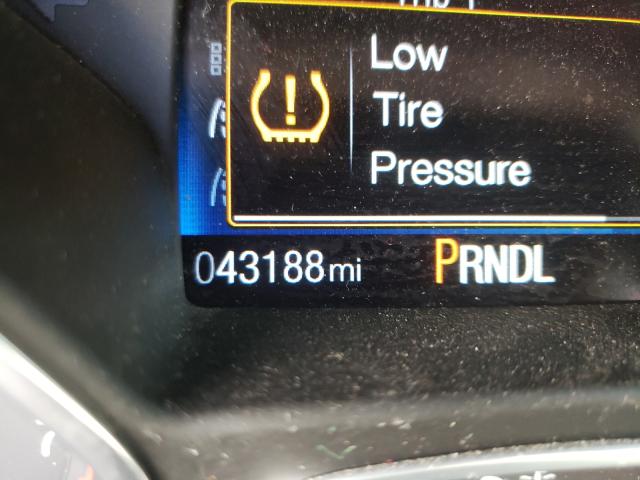 Low
Tire
Pressure
043188mi PRNDL